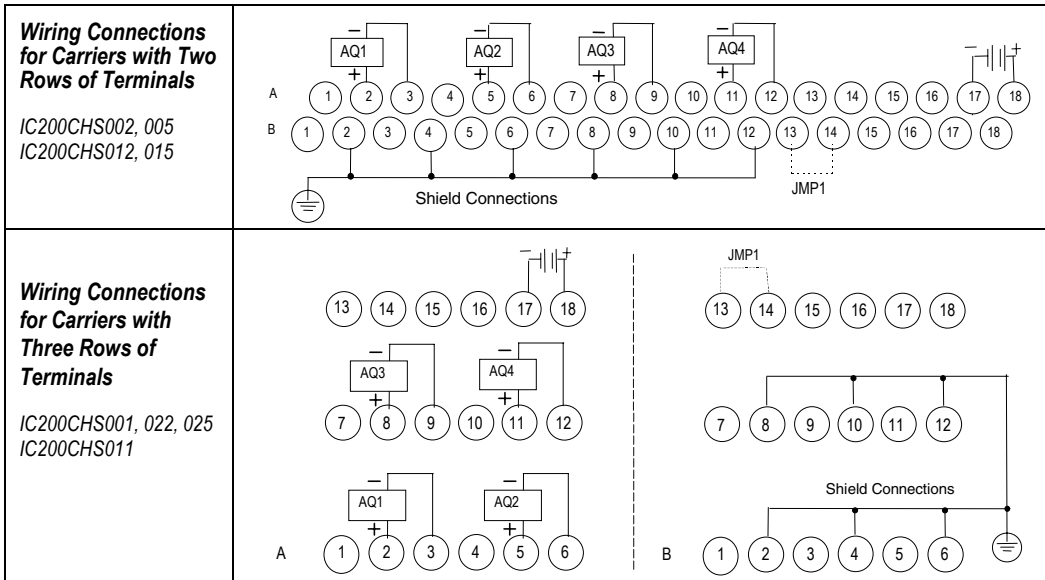 Wiring Connections
for Carriers with Two
Rows of Terminals
IC200CHS002, 005
IC200CHS012, 015
− − − −
AQ1 AQ2 AQ3 AQ4 − +
+ + + +
A 1 2 3 4 5 6 7 8 9 10 11 12 13 14 15 16 17 18
B 1 2 3 4 5 6 7 8 9 10 11 12 13 14 15 16 17 18
Shield Connections JMP1
Wiring Connections
for Carriers with
Three Rows of
Terminals
IC200CHS001, 022, 025
IC200CHS011
− +
13 14 15 16 17 18
− −
AQ3 AQ4
+ +
7 8 9 10 11 12
− −
AQ1 AQ2
+ +
A 1 2 3 4 5 6
JMP1
13 14 15 16 17 18
7 8 9 10 11 12
Shield Connections
B 1 2 3 4 5 6